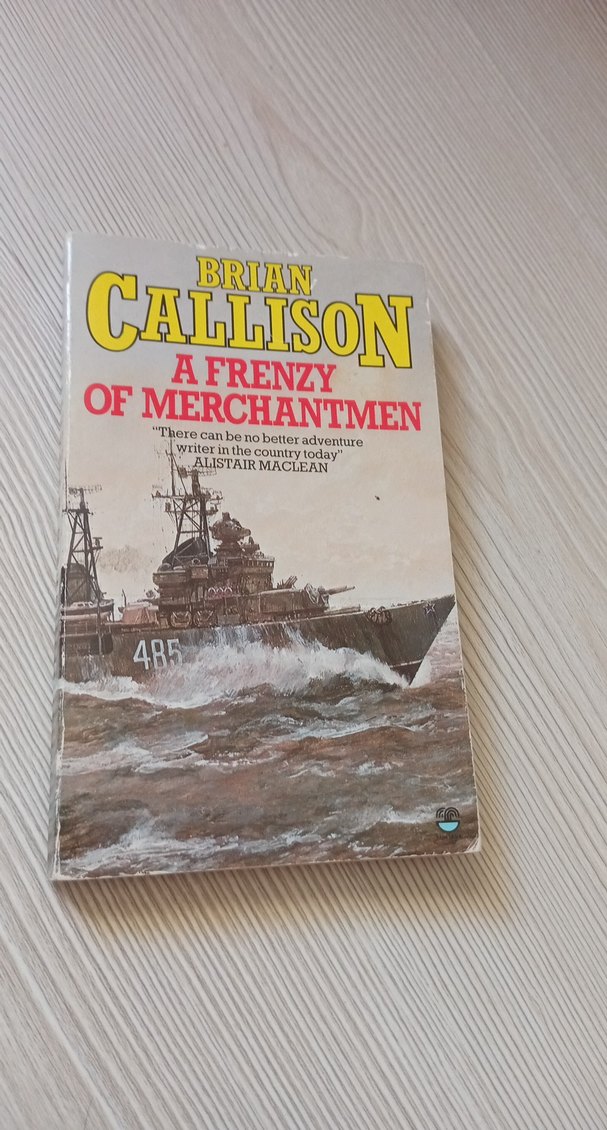 BRIAN
CALLISON
A FRENZY
OF MERCHANTMEN
“There can be no better adventure
writer in the country today”
ALISTAIR MACLEAN
485